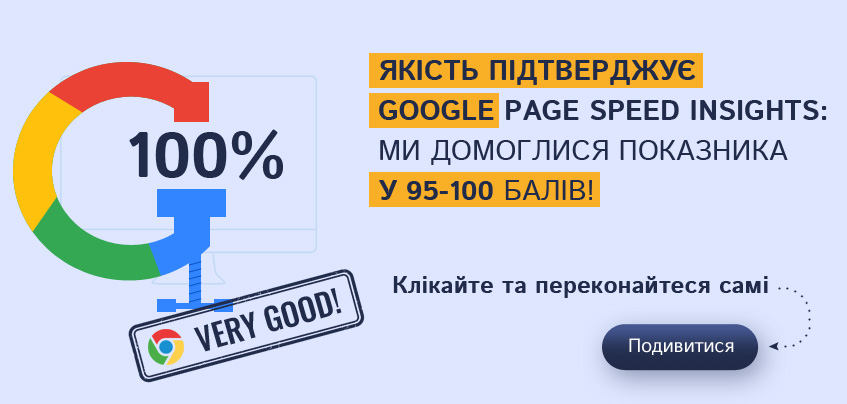 ЯКІСТЬ ПІДТВЕРДЖУЄ
GOOGLE PAGE SPEED INSIGHTS:
МИ ДОМОГЛИСЯ ПОКАЗНИКА
У 95-100 БАЛІВ!
100%
VERY GOOD!
Клікайте та переконайтеся самі
Подивитися